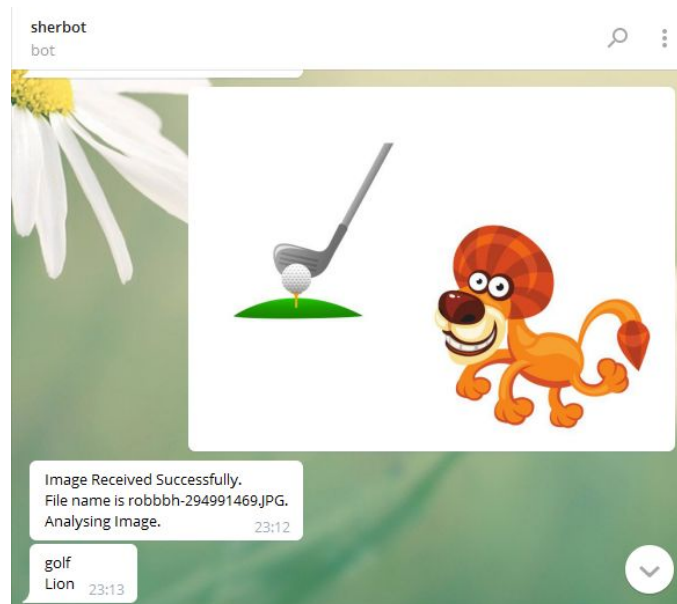 sherbot
bot
Image Received Successfully.
File name is robbbh-294991469.JPG.
Analysing Image.
23:12
golf
Lion
23:13